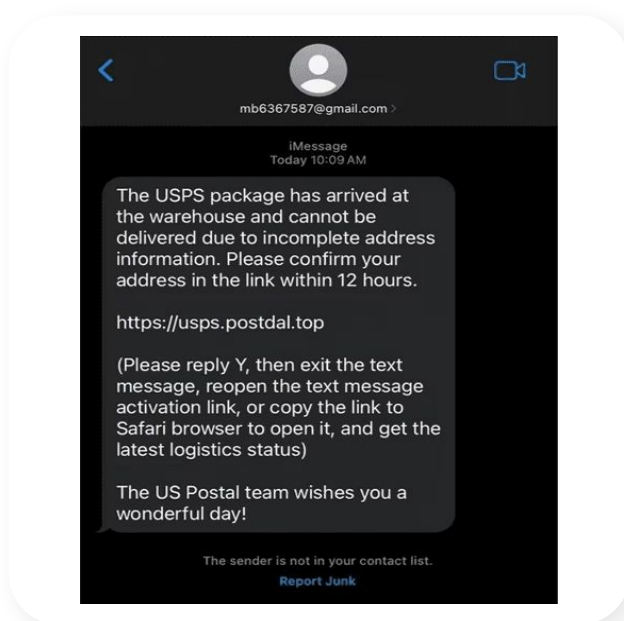 mb6367587@gmail.com >
iMessage
Today 10:09 AM
The USPS package has arrived at
the warehouse and cannot be
delivered due to incomplete address
information. Please confirm your
address in the link within 12 hours.
https://usps.postdal.top
(Please reply Y, then exit the text
message, reopen the text message
activation link, or copy the link to
Safari browser to open it, and get the
latest logistics status)
The US Postal team wishes you a
wonderful day!
The sender is not in your contact list.
Report Junk